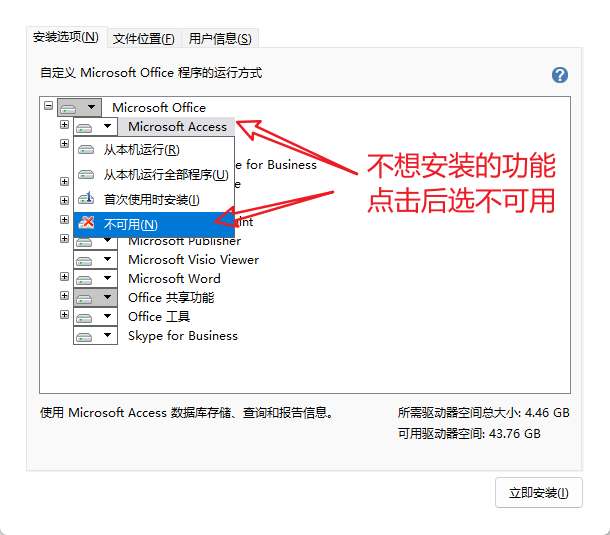 安装选项(N) 文件位置(F) 用户信息(S)
自定义 Microsoft Office 程序的运行方式
Microsoft Office
Microsoft Access
从本机运行(R)
e for Business
从本机运行全部程序(U)
首次使用时安装(I)
不可用(N)
Microsoft Publisher
Microsoft Visio Viewer
Microsoft Word
Office 共享功能
Office 工具
Skype for Business
不想安装的功能
点击后选不可用
使用 Microsoft Access 数据库存储、查询和报告信息。
所需驱动器空间总大小: 4.46 GB
可用驱动器空间: 43.76 GB
立即安装(I)